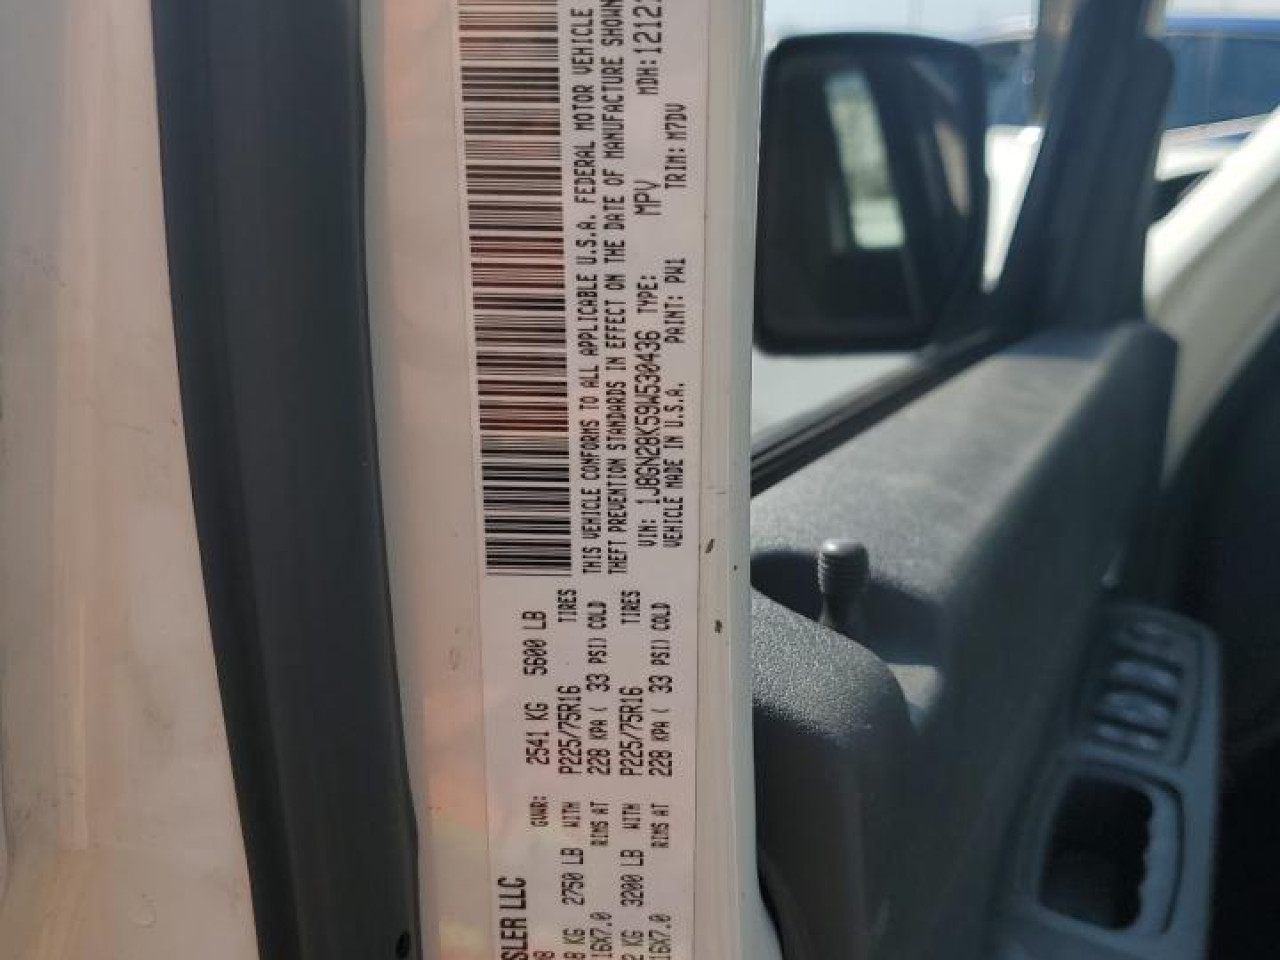 SLER LLC
GVWR: 2541 KG 5600 LB
8 KG 2750 LB WITH P225/75R16 TIRES
16X7.0 RIMS AT 228 KPA ( 33 PSI) COLD
2 KG 3200 LB WITH P225/75R16 TIRES
16X7.0 RIMS AT 228 KPA ( 33 PSI) COLD
THIS VEHICLE CONFORMS TO ALL APPLICABLE U.S.A. FEDERAL MOTOR VEHICLE
THEFT PREVENTION STANDARDS IN EFFECT ON THE DATE OF MANUFACTURE SHOWN
VIN: 1J8GN28K59W530436 TYPE: MPV MDH:12121
VEHICLE MADE IN U.S.A. PAINT: PW1 TRIM: M7DV